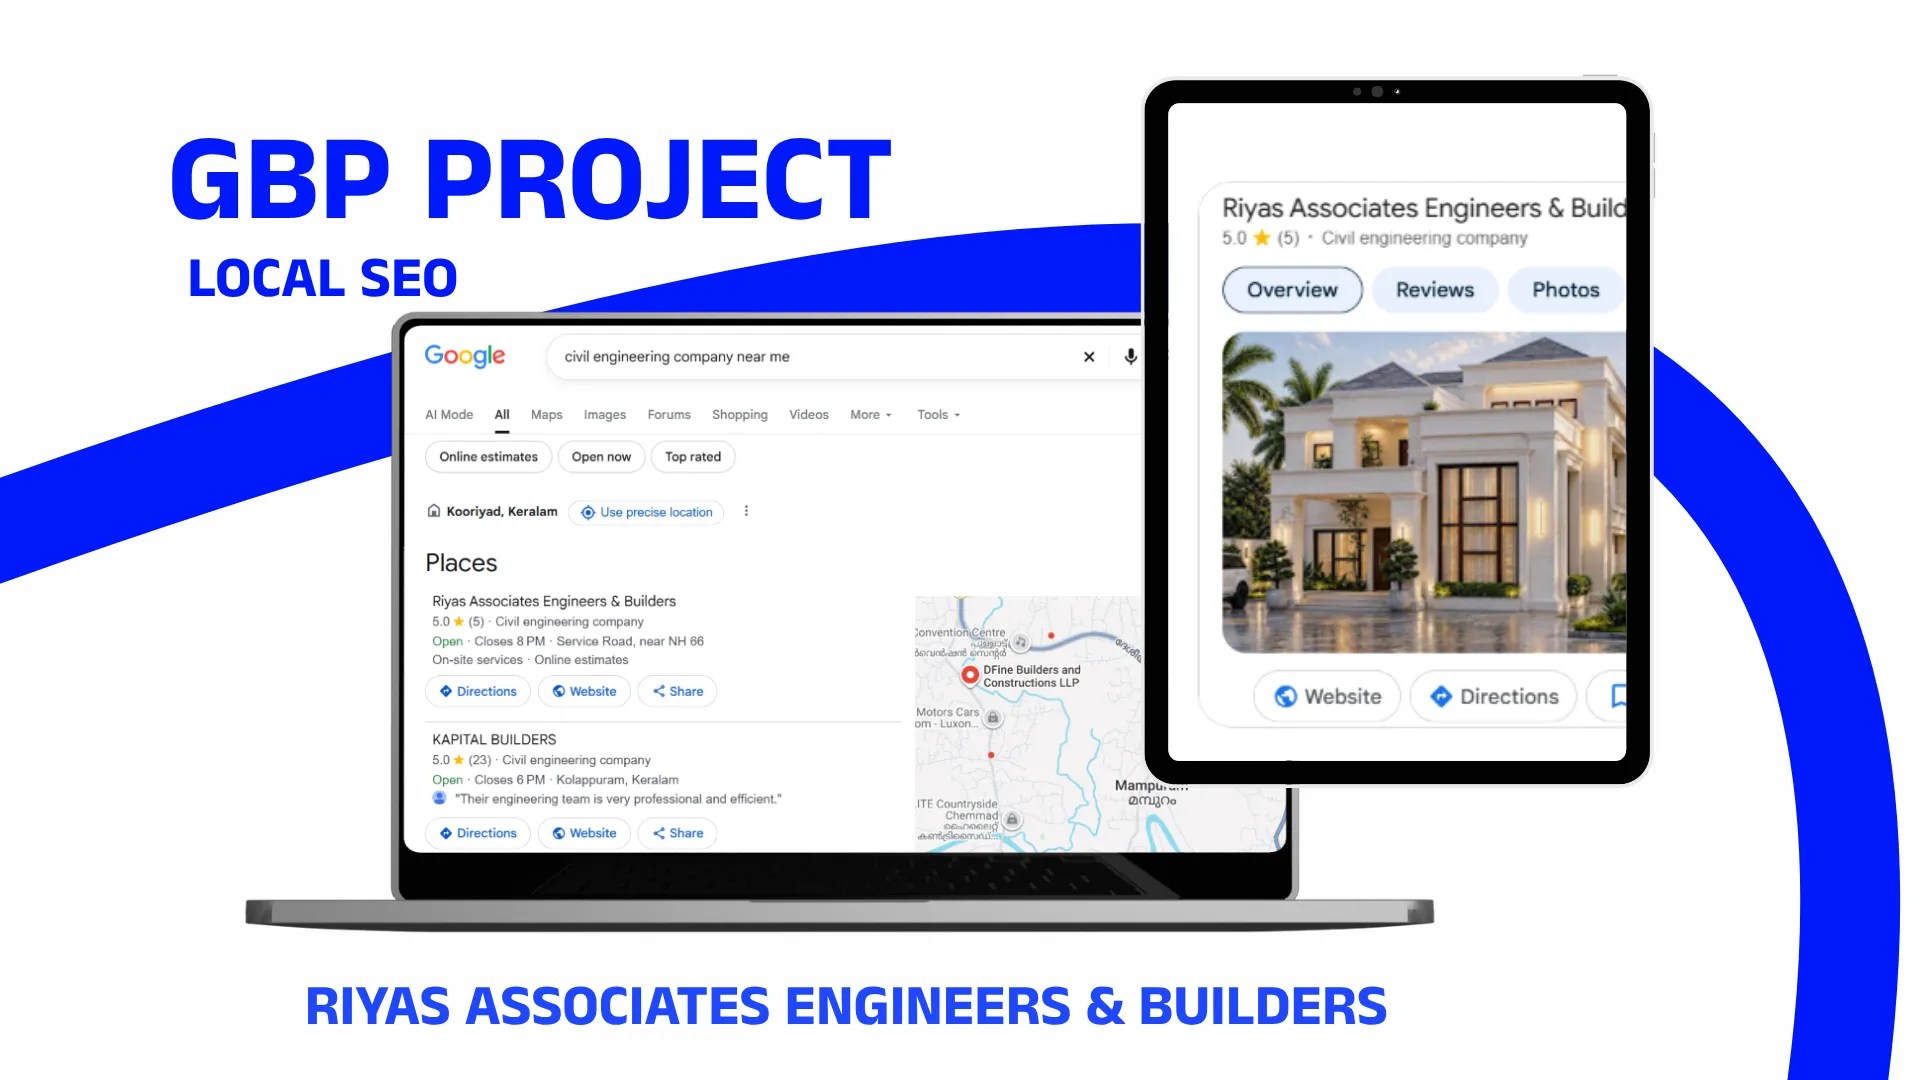 GBP PROJECT
LOCAL SEO
Google
civil engineering company near me
AI Mode All Maps Images Forums Shopping Videos More Tools
Online estimates Open now Top rated
Kooriyad, Keralam Use precise location
Places
Riyas Associates Engineers & Builders
5.0 (5) · Civil engineering company
Open · Closes 8 PM · Service Road, near NH 66
On-site services · Online estimates
Directions Website Share
KAPITAL BUILDERS
5.0 (23) · Civil engineering company
Open · Closes 6 PM · Kolappuram, Keralam
"Their engineering team is very professional and efficient."
Directions Website Share
Convention Centre
DFine Builders and
Constructions LLP
Motors Cars
om - Luxon...
Mampuram
മമ്പുറം
ITE Countryside
Chemmad
Riyas Associates Engineers & Build
5.0 (5) · Civil engineering company
Overview Reviews Photos
Website Directions
RIYAS ASSOCIATES ENGINEERS & BUILDERS